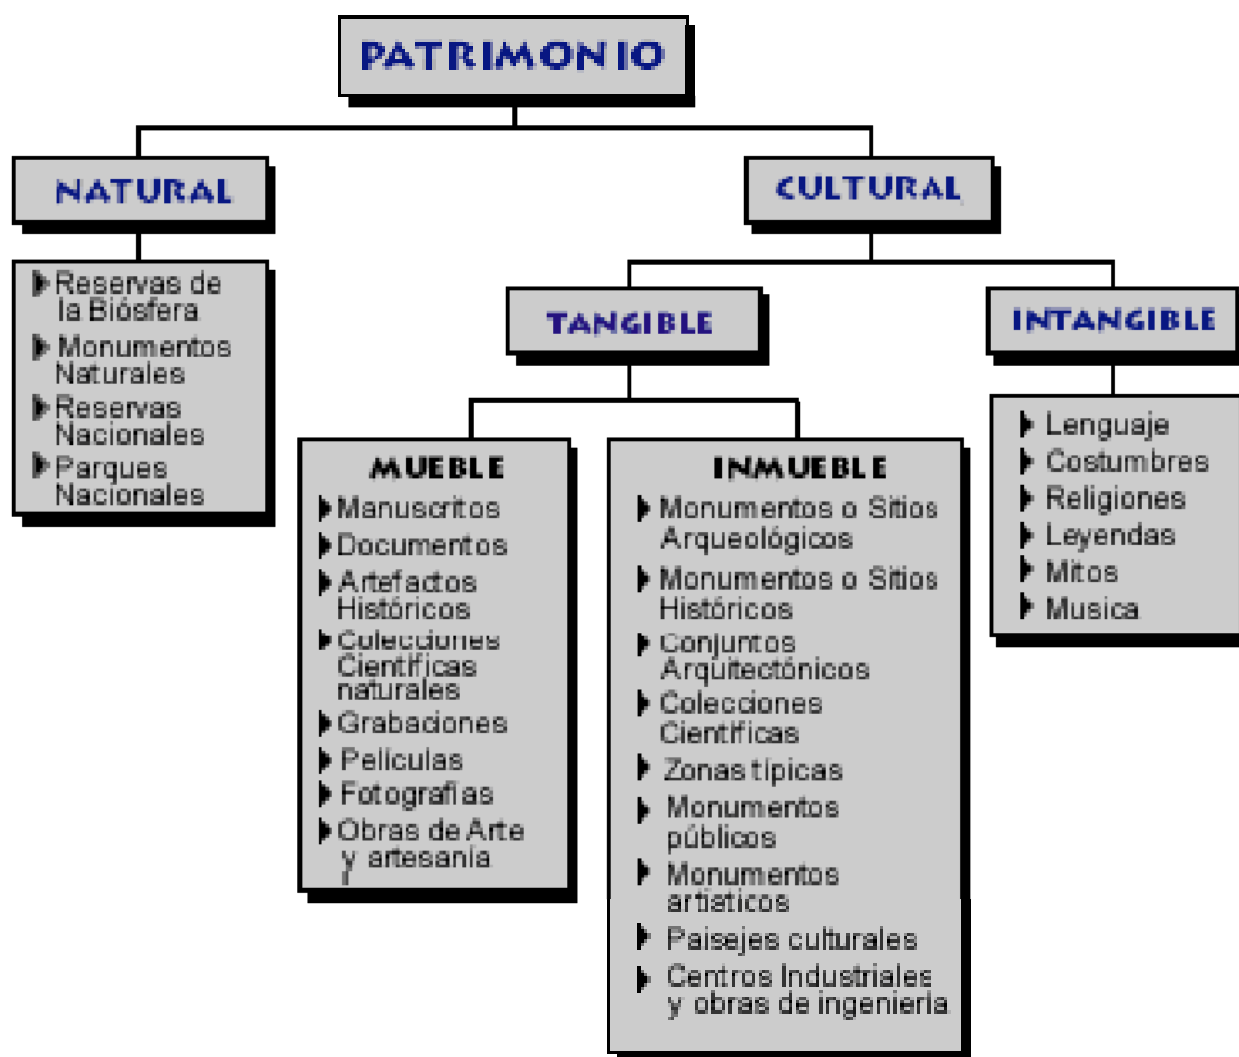 PATRIMONIO
NATURAL
Reservas de
la Biósfera
Monumentos
Naturales
Reservas
Nacionales
Parques
Nacionales
CULTURAL
TANGIBLE
MUEBLE
Manuscritos
Documentos
Artefactos
Históricos
Colecciones
Científicas
naturales
Grabaciones
Películas
Fotografías
Obras de Arte
y artesanía
INMUEBLE
Monumentos o Sitios
Arqueológicos
Monumentos o Sitios
Históricos
Conjuntos
Arquitectónicos
Colecciones
Científicas
Zonas típicas
Monumentos
públicos
Monumentos
artiaticos
Paisejes culturales
Centros Industriales
y obras de ingenieria
INTANGIBLE
Lenguaje
Costumbres
Religiones
Leyendas
Mitos
Musica